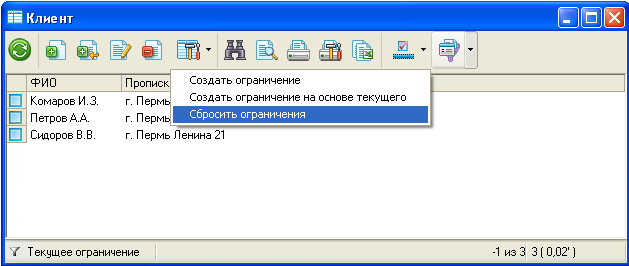 Клиент
ФИО Пропис
Создать ограничение
Создать ограничение на основе текущего
Сбросить ограничения
Комаров И.З. г. Пермь
Петров А.А. г. Пермь
Сидоров В.В. г. Пермь Ленина 21
Текущее ограничение -1 из 3 3 ( 0,02' )